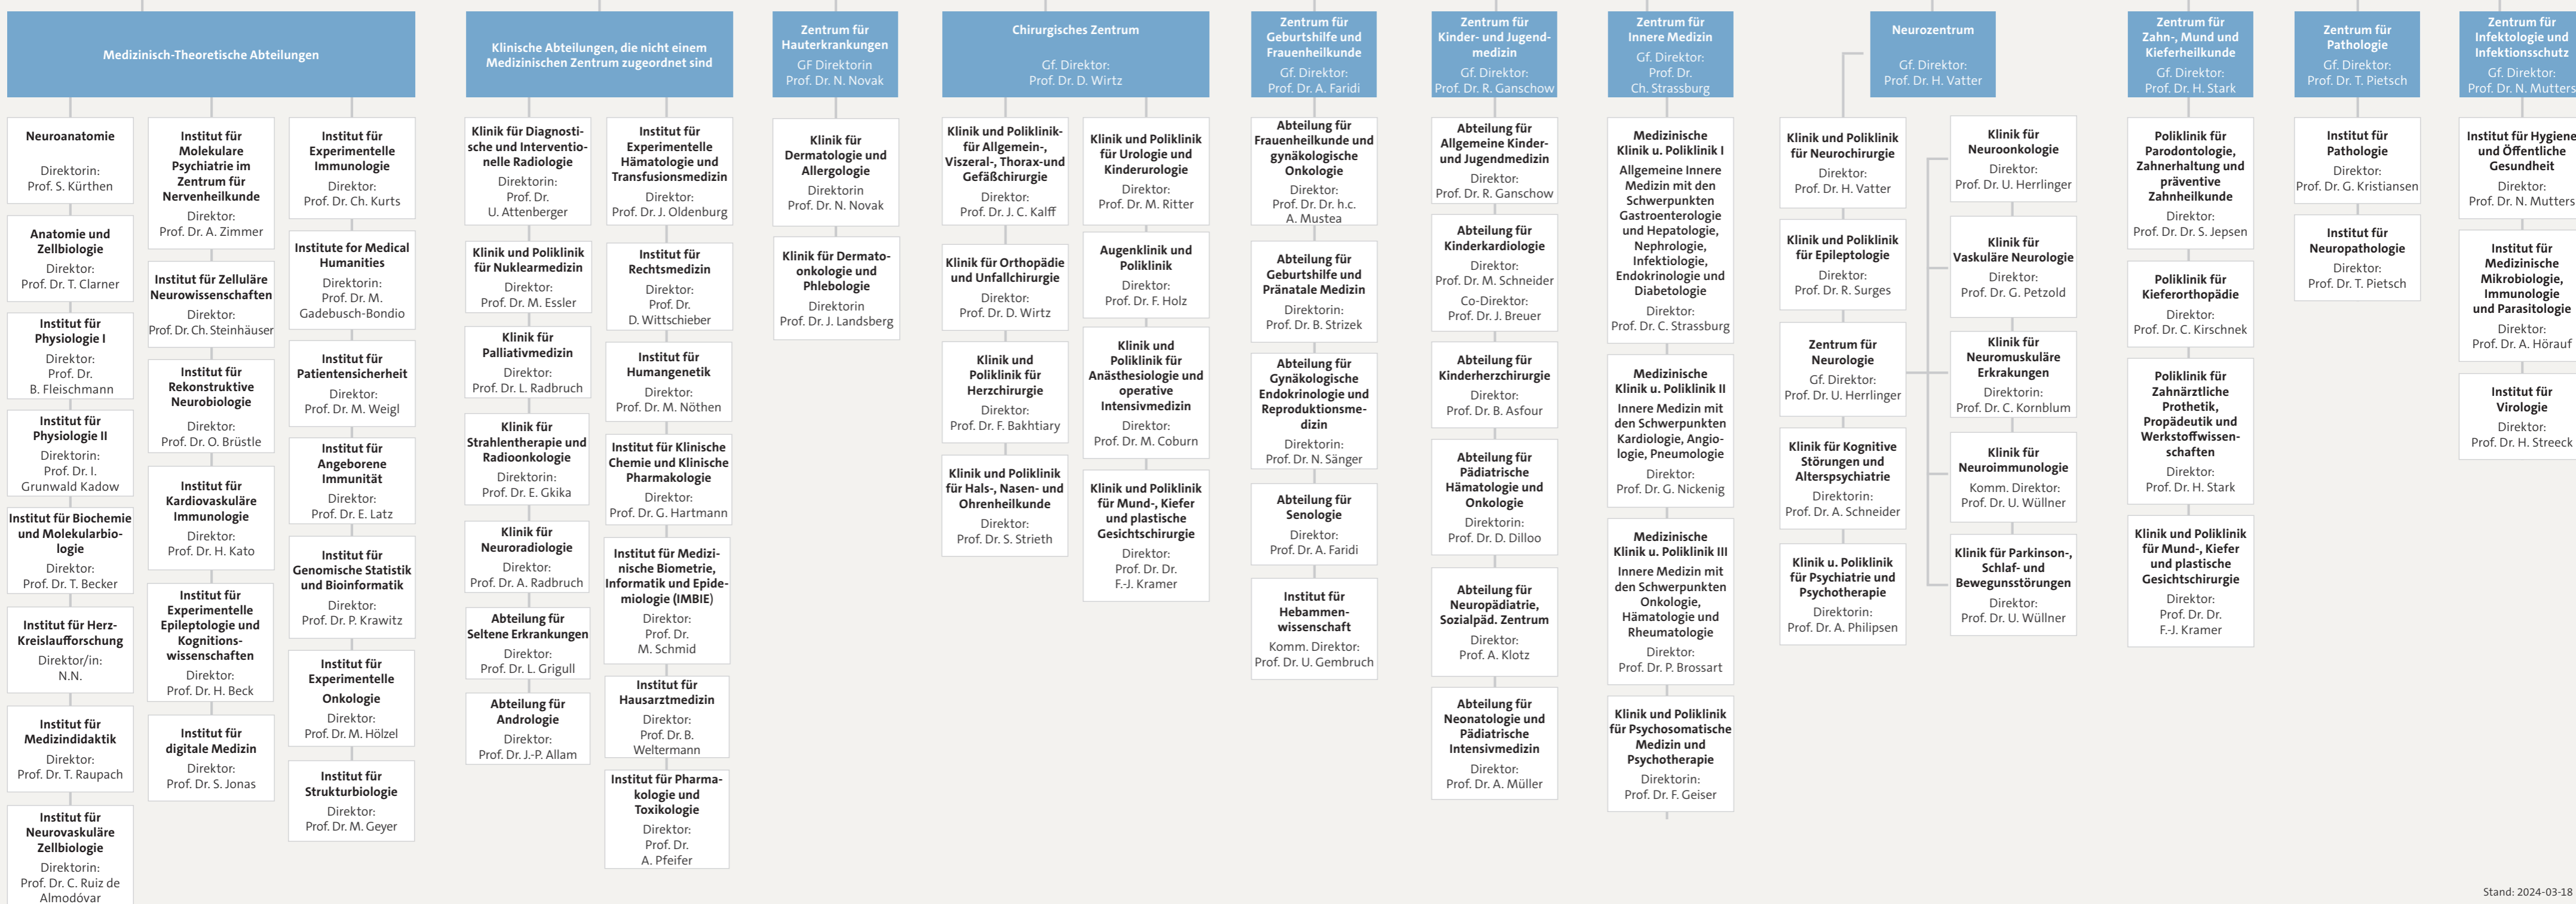 Medizinisch-Theoretische Abteilungen
Neuroanatomie
Direktorin:
Prof. S. Kürthen
Anatomie und
Zellbiologie
Direktor:
Prof. Dr. T. Clarner
Institut für
Physiologie I
Direktor:
Prof. Dr.
B. Fleischmann
Institut für
Physiologie II
Direktorin:
Prof. Dr. I.
Grunwald Kadow
Institut für Biochemie
und Molekularbio-
logie
Direktor:
Prof. Dr. T. Becker
Institut für Herz-
Kreislaufforschung
Direktor/in:
N.N.
Institut für
Medizindidaktik
Direktor:
Prof. Dr. T. Raupach
Institut für
Neurovaskuläre
Zellbiologie
Direktorin:
Prof. Dr. C. Ruiz de
Almodóvar
Institut für
Molekulare
Psychiatrie im
Zentrum für
Nervenheilkunde
Direktor:
Prof. Dr. A. Zimmer
Institut für Zelluläre
Neurowissenschaften
Direktor:
Prof. Dr. Ch. Steinhäuser
Institut für
Rekonstruktive
Neurobiologie
Direktor:
Prof. Dr. O. Brüstle
Institut für
Kardiovaskuläre
Immunologie
Direktor:
Prof. Dr. H. Kato
Institut für
Experimentelle
Epileptologie und
Kognitions-
wissenschaften
Direktor:
Prof. Dr. H. Beck
Institut für
digitale Medizin
Direktor:
Prof. Dr. S. Jonas
Institut für
Experimentelle
Immunologie
Direktor:
Prof. Dr. Ch. Kurts
Institute for Medical
Humanities
Direktorin:
Prof. Dr. M.
Gadebusch-Bondio
Institut für
Patientensicherheit
Direktor:
Prof. Dr. M. Weigl
Institut für
Angeborene
Immunität
Direktor:
Prof. Dr. E. Latz
Institut für
Genomische Statistik
und Bioinformatik
Direktor:
Prof. Dr. P. Krawitz
Institut für
Experimentelle
Onkologie
Direktor:
Prof. Dr. M. Hölzel
Institut für
Strukturbiologie
Direktor:
Prof. Dr. M. Geyer
Klinische Abteilungen, die nicht einem
Medizinischen Zentrum zugeordnet sind
Klinik für Diagnosti-
sche und Interventio-
nelle Radiologie
Direktorin:
Prof. Dr.
U. Attenberger
Klinik und Poliklinik
für Nuklearmedizin
Direktor:
Prof. Dr. M. Essler
Klinik für
Palliativmedizin
Direktor:
Prof. Dr. L. Radbruch
Klinik für
Strahlentherapie und
Radioonkologie
Direktorin:
Prof. Dr. E. Gkika
Klinik für
Neuroradiologie
Direktor:
Prof. Dr. A. Radbruch
Abteilung für
Seltene Erkrankungen
Direktor:
Prof. Dr. L. Grigull
Abteilung für
Andrologie
Direktor:
Prof. Dr. J.-P. Allam
Institut für
Experimentelle
Hämatologie und
Transfusionsmedizin
Direktor:
Prof. Dr. J. Oldenburg
Institut für
Rechtsmedizin
Direktor:
Prof. Dr.
D. Wittschieber
Institut für
Humangenetik
Direktor:
Prof. Dr. M. Nöthen
Institut für Klinische
Chemie und Klinische
Pharmakologie
Direktor:
Prof. Dr. G. Hartmann
Institut für Medizi-
nische Biometrie,
Informatik und Epide-
miologie (IMBIE)
Direktor:
Prof. Dr.
M. Schmid
Institut für
Hausarztmedizin
Direktor:
Prof. Dr. B.
Weltermann
Institut für Pharma-
kologie und
Toxikologie
Direktor:
Prof. Dr.
A. Pfeifer
Zentrum für
Hauterkrankungen
GF Direktorin
Prof. Dr. N. Novak
Klinik für
Dermatologie und
Allergologie
Direktorin
Prof. Dr. N. Novak
Klinik für Dermato-
onkologie und
Phlebologie
Direktorin
Prof. Dr. J. Landsberg
Chirurgisches Zentrum
Gf. Direktor:
Prof. Dr. D. Wirtz
Klinik und Poliklinik-
für Allgemein-,
Viszeral-, Thorax-und
Gefäßchirurgie
Direktor:
Prof. Dr. J. C. Kalff
Klinik für Orthopädie
und Unfallchirurgie
Direktor:
Prof. Dr. D. Wirtz
Klinik und
Poliklinik für
Herzchirurgie
Direktor:
Prof. Dr. F. Bakhtiary
Klinik und Poliklinik
für Hals-, Nasen- und
Ohrenheilkunde
Direktor:
Prof. Dr. S. Strieth
Klinik und Poliklinik
für Urologie und
Kinderurologie
Direktor:
Prof. Dr. M. Ritter
Augenklinik und
Poliklinik
Direktor:
Prof. Dr. F. Holz
Klinik und
Poliklinik für
Anästhesiologie und
operative
Intensivmedizin
Direktor:
Prof. Dr. M. Coburn
Klinik und Poliklinik
für Mund-, Kiefer
und plastische
Gesichtschirurgie
Direktor:
Prof. Dr. Dr.
F.-J. Kramer
Zentrum für
Geburtshilfe und
Frauenheilkunde
Gf. Direktor:
Prof. Dr. A. Faridi
Abteilung für
Frauenheilkunde und
gynäkologische
Onkologie
Direktor:
Prof. Dr. Dr. h.c.
A. Mustea
Abteilung für
Geburtshilfe und
Pränatale Medizin
Direktorin:
Prof. Dr. B. Strizek
Abteilung für
Gynäkologische
Endokrinologie und
Reproduktionsme-
dizin
Direktorin:
Prof. Dr. N. Sänger
Abteilung für
Senologie
Direktor:
Prof. Dr. A. Faridi
Institut für
Hebammen-
wissenschaft
Komm. Direktor:
Prof. Dr. U. Gembruch
Zentrum für
Kinder- und Jugend-
medizin
Gf. Direktor:
Prof. Dr. R. Ganschow
Abteilung für
Allgemeine Kinder-
und Jugendmedizin
Direktor:
Prof. Dr. R. Ganschow
Abteilung für
Kinderkardiologie
Direktor:
Prof. Dr. M. Schneider
Co-Direktor:
Prof. Dr. J. Breuer
Abteilung für
Kinderherzchirurgie
Direktor:
Prof. Dr. B. Asfour
Abteilung für
Pädiatrische
Hämatologie und
Onkologie
Direktorin:
Prof. Dr. D. Dilloo
Abteilung für
Neuropädiatrie,
Sozialpäd. Zentrum
Direktor:
Prof. A. Klotz
Abteilung für
Neonatologie und
Pädiatrische
Intensivmedizin
Direktor:
Prof. Dr. A. Müller
Zentrum für
Innere Medizin
Gf. Direktor:
Prof. Dr.
Ch. Strassburg
Medizinische
Klinik u. Poliklinik I
Allgemeine Innere
Medizin mit den
Schwerpunkten
Gastroenterologie
und Hepatologie,
Nephrologie,
Infektiologie,
Endokrinologie und
Diabetologie
Direktor:
Prof. Dr. C. Strassburg
Medizinische
Klinik u. Poliklinik II
Innere Medizin mit
den Schwerpunkten
Kardiologie, Angio-
logie, Pneumologie
Direktor:
Prof. Dr. G. Nickenig
Medizinische
Klinik u. Poliklinik III
Innere Medizin mit
den Schwerpunkten
Onkologie,
Hämatologie und
Rheumatologie
Direktor:
Prof. Dr. P. Brossart
Klinik und Poliklinik
für Psychosomatische
Medizin und
Psychotherapie
Direktorin:
Prof. Dr. F. Geiser
Neurozentrum
Gf. Direktor:
Prof. Dr. H. Vatter
Klinik und Poliklinik
für Neurochirurgie
Direktor:
Prof. Dr. H. Vatter
Klinik und Poliklinik
für Epileptologie
Direktor:
Prof. Dr. R. Surges
Zentrum für
Neurologie
Gf. Direktor:
Prof. Dr. U. Herrlinger
Klinik für Kognitive
Störungen und
Alterspsychiatrie
Direktorin:
Prof. Dr. A. Schneider
Klinik u. Poliklinik
für Psychiatrie und
Psychotherapie
Direktorin:
Prof. Dr. A. Philipsen
Klinik für
Neuroonkologie
Direktor:
Prof. Dr. U. Herrlinger
Klinik für
Vaskuläre Neurologie
Direktor:
Prof. Dr. G. Petzold
Klinik für
Neuromuskuläre
Erkrakungen
Direktorin:
Prof. Dr. C. Kornblum
Klinik für
Neuroimmunologie
Komm. Direktor:
Prof. Dr. U. Wüllner
Klinik für Parkinson-,
Schlaf- und
Bewegunsstörungen
Direktor:
Prof. Dr. U. Wüllner
Zentrum für
Zahn-, Mund und
Kieferheilkunde
Gf. Direktor:
Prof. Dr. H. Stark
Poliklinik für
Parodontologie,
Zahnerhaltung und
präventive
Zahnheilkunde
Direktor:
Prof. Dr. Dr. S. Jepsen
Poliklinik für
Kieferorthopädie
Direktor:
Prof. Dr. C. Kirschnek
Poliklinik für
Zahnärztliche
Prothetik,
Propädeutik und
Werkstoffwissen-
schaften
Direktor:
Prof. Dr. H. Stark
Klinik und Poliklinik
für Mund-, Kiefer
und plastische
Gesichtschirurgie
Direktor:
Prof. Dr. Dr.
F.-J. Kramer
Zentrum für
Pathologie
Gf. Direktor:
Prof. Dr. T. Pietsch
Institut für
Pathologie
Direktor:
Prof. Dr. G. Kristiansen
Institut für
Neuropathologie
Direktor:
Prof. Dr. T. Pietsch
Zentrum für
Infektologie und
Infektionsschutz
Gf. Direktor:
Prof. Dr. N. Mutters
Institut für Hygiene
und Öffentliche
Gesundheit
Direktor:
Prof. Dr. N. Mutters
Institut für
Medizinische
Mikrobiologie,
Immunologie
und Parasitologie
Direktor:
Prof. Dr. A. Hörauf
Institut für
Virologie
Direktor:
Prof. Dr. H. Streeck
Stand: 2024-03-18